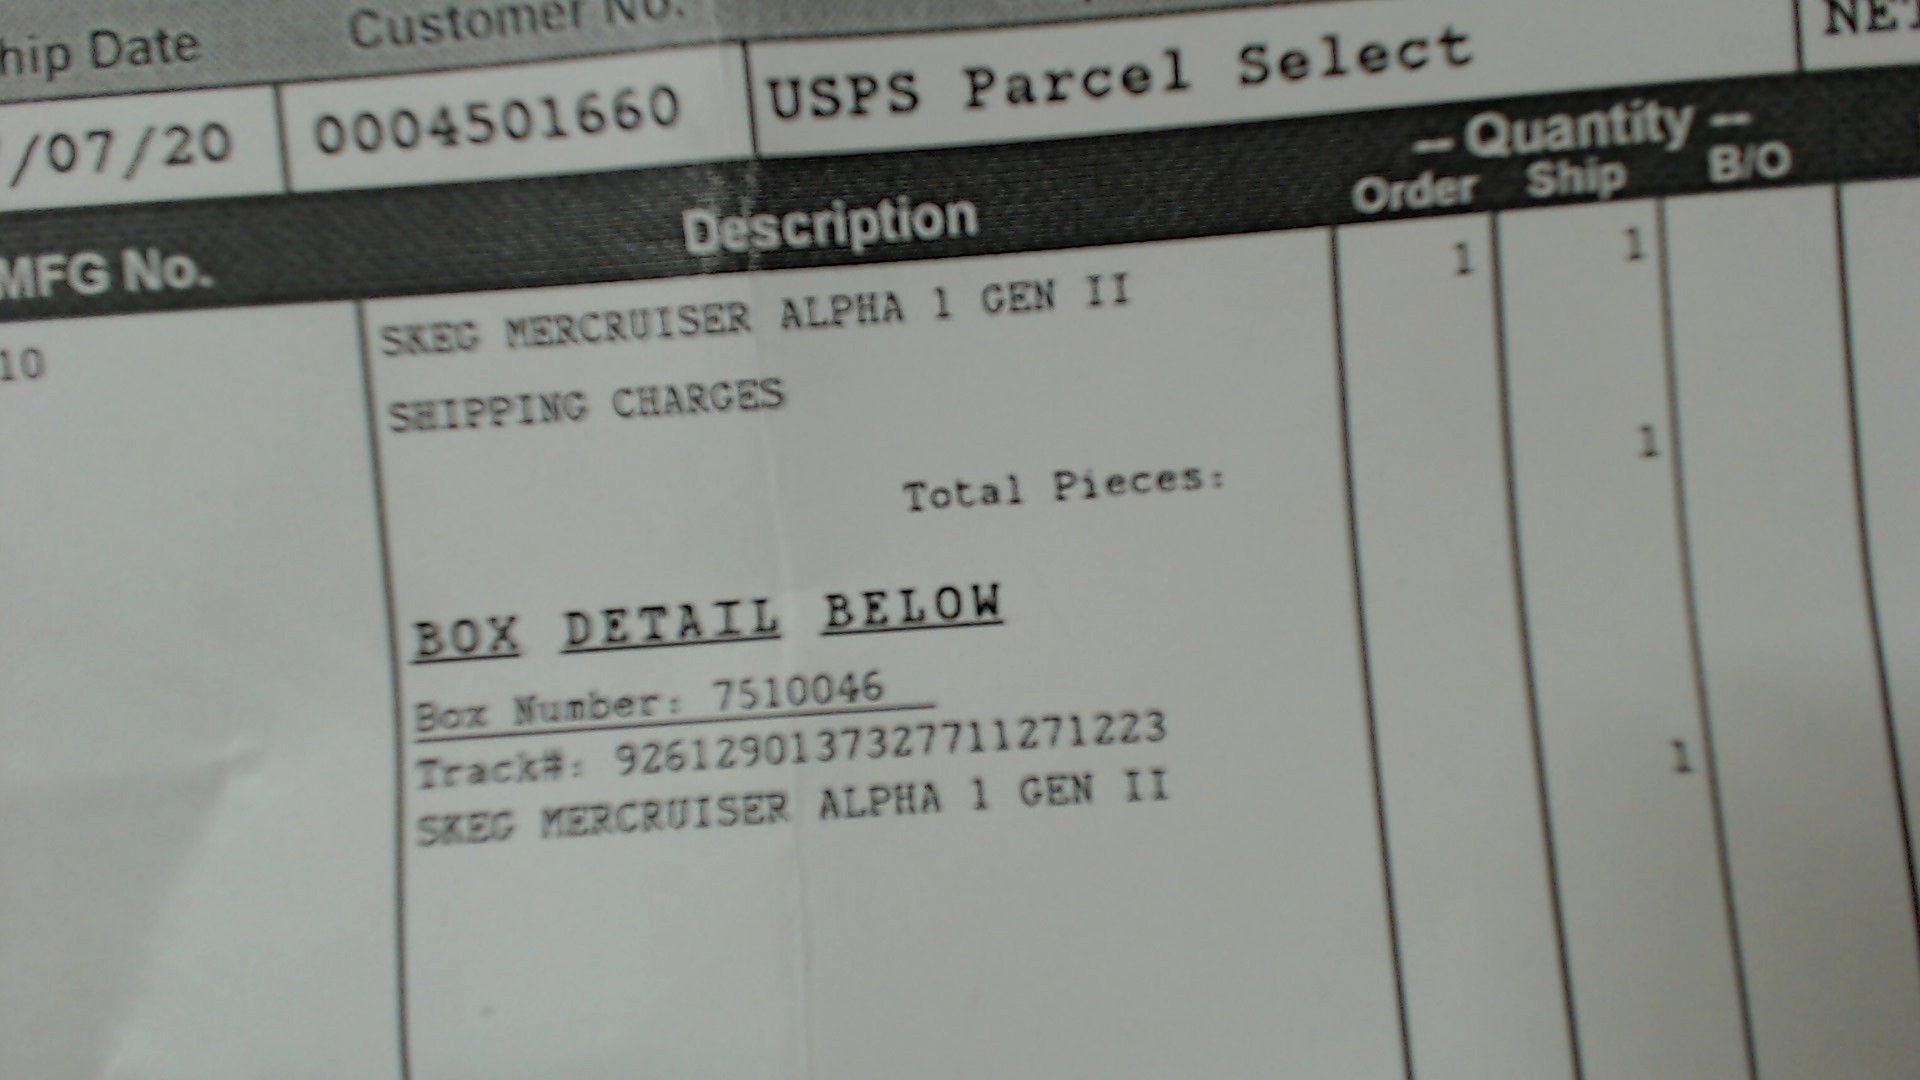 hip Date Customer No.
/07/20 0004501660 USPS Parcel Select NET
– Quantity –
MFG No. Description Order Ship B/O
10 SKEG MERCRUISER ALPHA 1 GEN II 1 1
SHIPPING CHARGES
Total Pieces: 1
BOX DETAIL BELOW
Box Number: 7510046
Track#: 9261290137327711271223
SKEG MERCRUISER ALPHA 1 GEN II 1